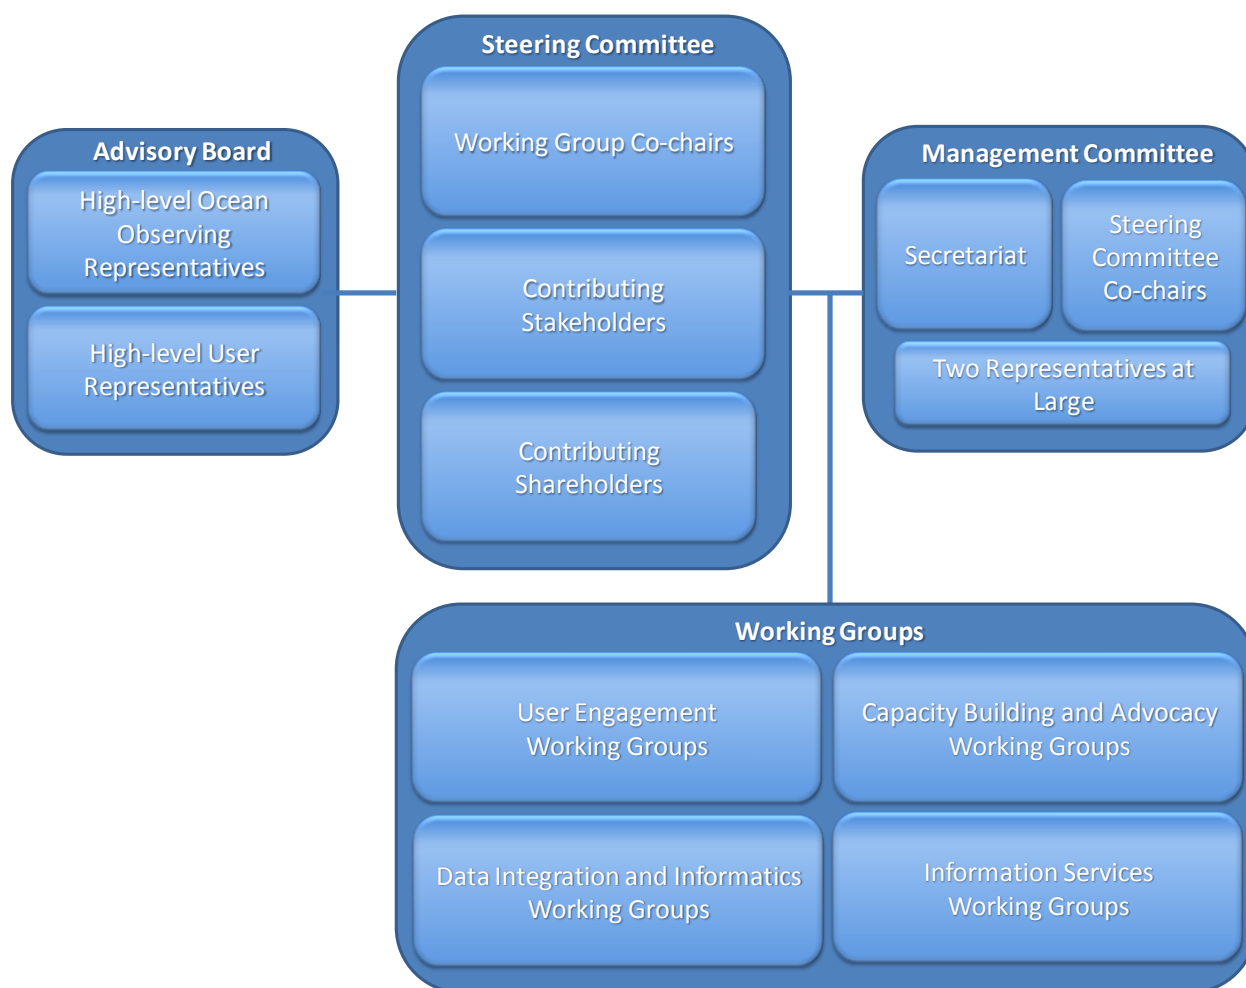 Steering Committee
Working Group Co-chairs
Contributing
Stakeholders
Contributing
Shareholders
Advisory Board
High-level Ocean
Observing
Representatives
High-level User
Representatives
Management Committee
Secretariat
Steering
Committee
Co-chairs
Two Representatives at
Large
Working Groups
User Engagement
Working Groups
Capacity Building and Advocacy
Working Groups
Data Integration and Informatics
Working Groups
Information Services
Working Groups